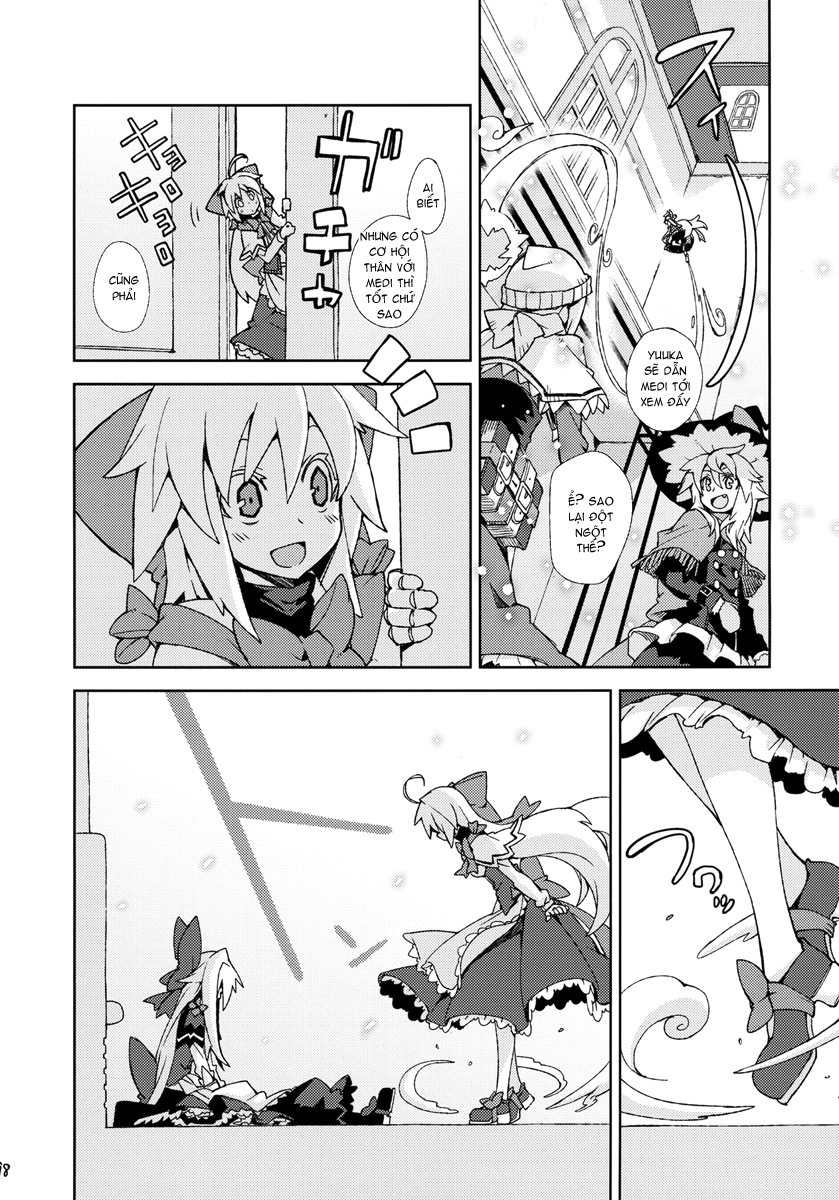 スィー
YUUKA
SẼ DẪN
MEDI TỚI
XEM ĐẤY
Ể? SAO
LẠI ĐỘT
NGỘT
THẾ?
AI
BIẾT
NHƯNG CÓ
CƠ HỘI
THÂN VỚI
MEDI THÌ
TỐT CHỨ
SAO
ガチャ
CŨNG
PHẢI
キョロ
キョロ
フワッ
98